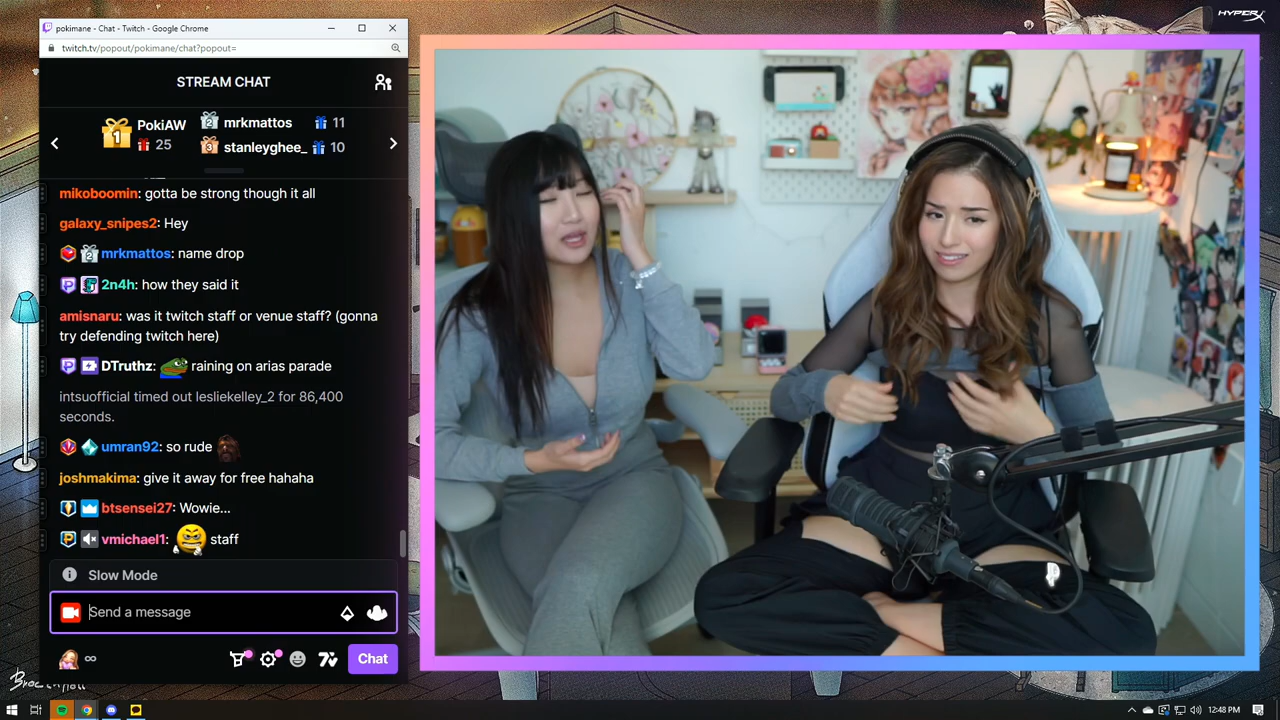 pokimane - Chat - Twitch - Google Chrome
twitch.tv/popout/pokimane/chat?popout=
STREAM CHAT
1
PokiAW
25
2
mrkmattos
11
3
stanleyghee_
10
mikoboomin: gotta be strong though it all
galaxy_snipes2: Hey
2
mrkmattos: name drop
2n4h: how they said it
amisnaru: was it twitch staff or venue staff? (gonna
try defending twitch here)
DTruthz: raining on arias parade
intsuofficial timed out lesliekelley_2 for 86,400
seconds.
umran92: so rude
joshmakima: give it away for free hahaha
btsensei27: Wowie...
vmichael1: staff
Slow Mode
Send a message
∞
Chat
HYPERX
12:48 PM